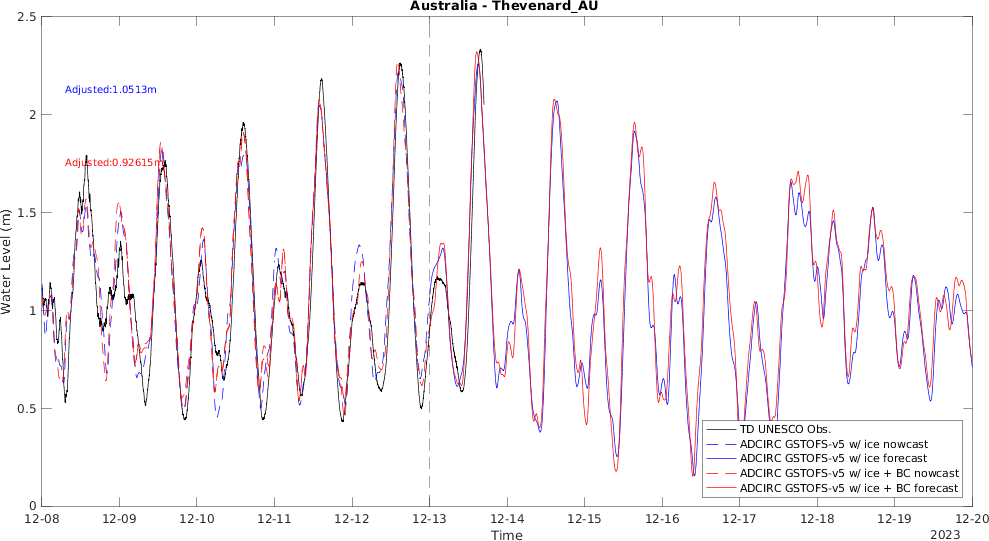 Australia - Thevenard_AU
2.5
2
1.5
1
0.5
0
Water Level (m)
Adjusted:1.0513m
Adjusted:0.92615m
TD UNESCO Obs.
ADCIRC GSTOFS-v5 w/ ice nowcast
ADCIRC GSTOFS-v5 w/ ice forecast
ADCIRC GSTOFS-v5 w/ ice + BC nowcast
ADCIRC GSTOFS-v5 w/ ice + BC forecast
12-08 12-09 12-10 12-11 12-12 12-13 12-14 12-15 12-16 12-17 12-18 12-19 12-20
Time
2023